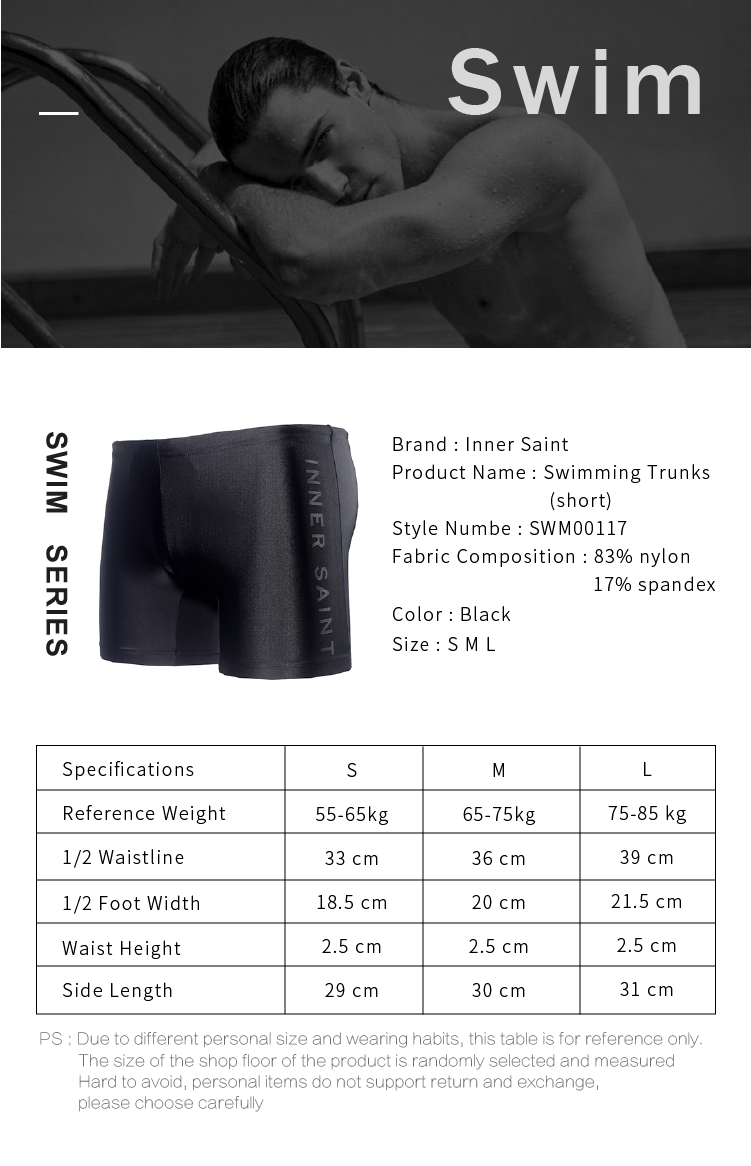 Swim
SWIM SERIES
INNER SAINT
Brand : Inner Saint
Product Name : Swimming Trunks
(short)
Style Numbe : SWM00117
Fabric Composition : 83% nylon
17% spandex
Color : Black
Size : S M L
Specifications S M L
Reference Weight 55-65kg 65-75kg 75-85 kg
1/2 Waistline 33 cm 36 cm 39 cm
1/2 Foot Width 18.5 cm 20 cm 21.5 cm
Waist Height 2.5 cm 2.5 cm 2.5 cm
Side Length 29 cm 30 cm 31 cm
PS : Due to different personal size and wearing habits, this table is for reference only.
The size of the shop floor of the product is randomly selected and measured
Hard to avoid, personal items do not support return and exchange,
please choose carefully